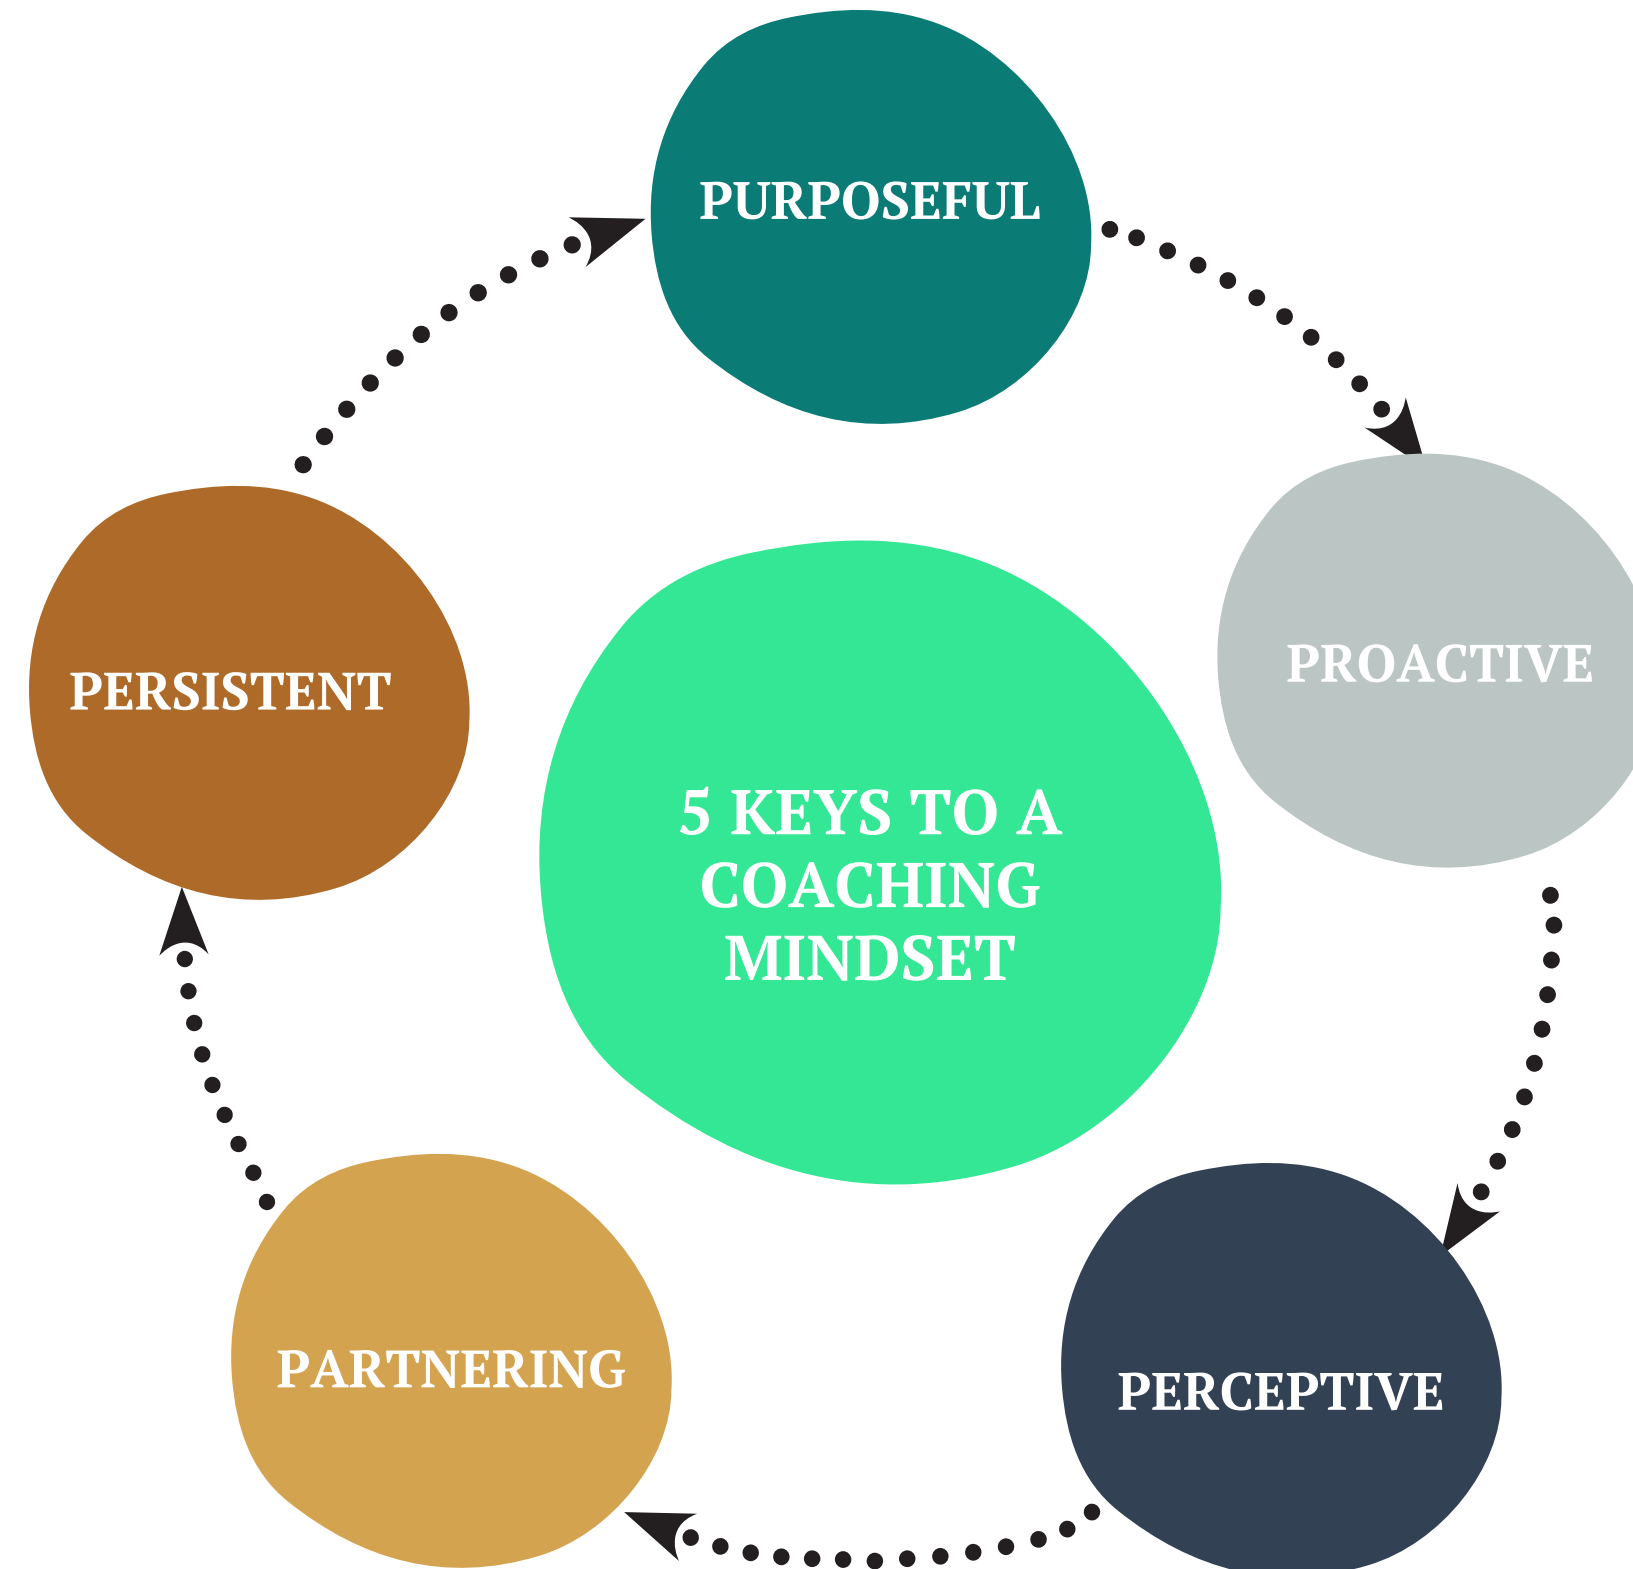 PURPOSEFUL
PROACTIVE
PERSISTENT
5 KEYS TO A
COACHING
MINDSET
PARTNERING
PERCEPTIVE